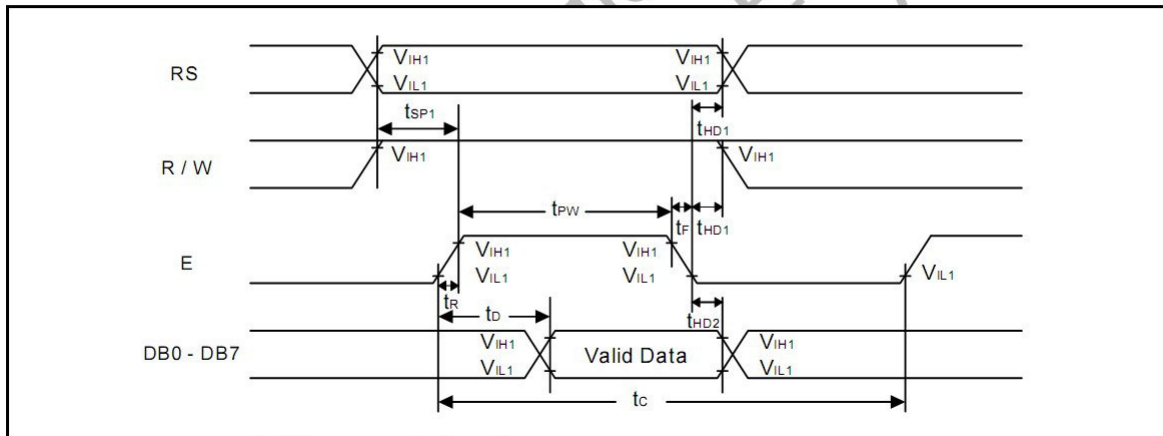 RS
VIH1
VIL1
VIH1
VIL1
tSP1
tHD1
R / W
VIH1
VIH1
tPW
tF
tHD1
E
VIH1
VIL1
VIH1
VIL1
VIL1
tR
tD
tHD2
DB0 - DB7
VIH1
VIL1
Valid Data
VIH1
VIL1
tC